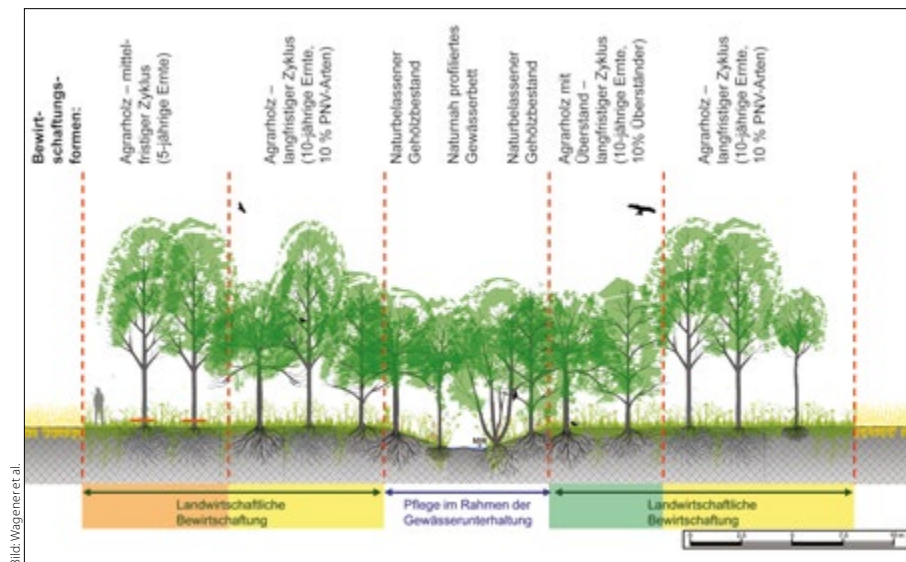 Bewirt-
schaftungs-
formen:
Agrarholz – mittel-
fristiger Zyklus
(5-jährige Ernte)
Agrarholz –
langfristiger Zyklus
(10-jährige Ernte,
10 % PNV-Arten)
Naturbelassener
Gehölzbestand
Naturnah profiliertes
Gewässerbett
Naturbelassener
Gehölzbestand
Agrarholz mit
Überstand –
langfristiger Zyklus
(10-jährige Ernte,
10% Überständer)
Agrarholz –
langfristiger Zyklus
(10-jährige Ernte,
10 % PNV-Arten)
Landwirtschaftliche
Bewirtschaftung
Pflege im Rahmen der
Gewässerunterhaltung
Landwirtschaftliche
Bewirtschaftung
Bild: Wagener et al.